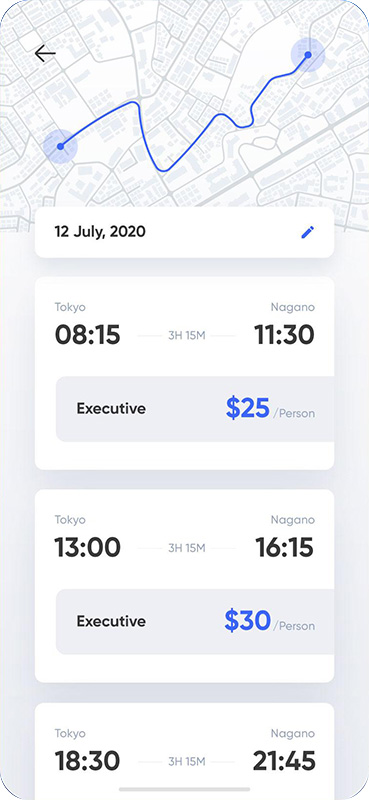 12 July, 2020
Tokyo Nagano
08:15 3H 15M 11:30
Executive $25 /Person
Tokyo Nagano
13:00 3H 15M 16:15
Executive $30 /Person
Tokyo Nagano
18:30 3H 15M 21:45